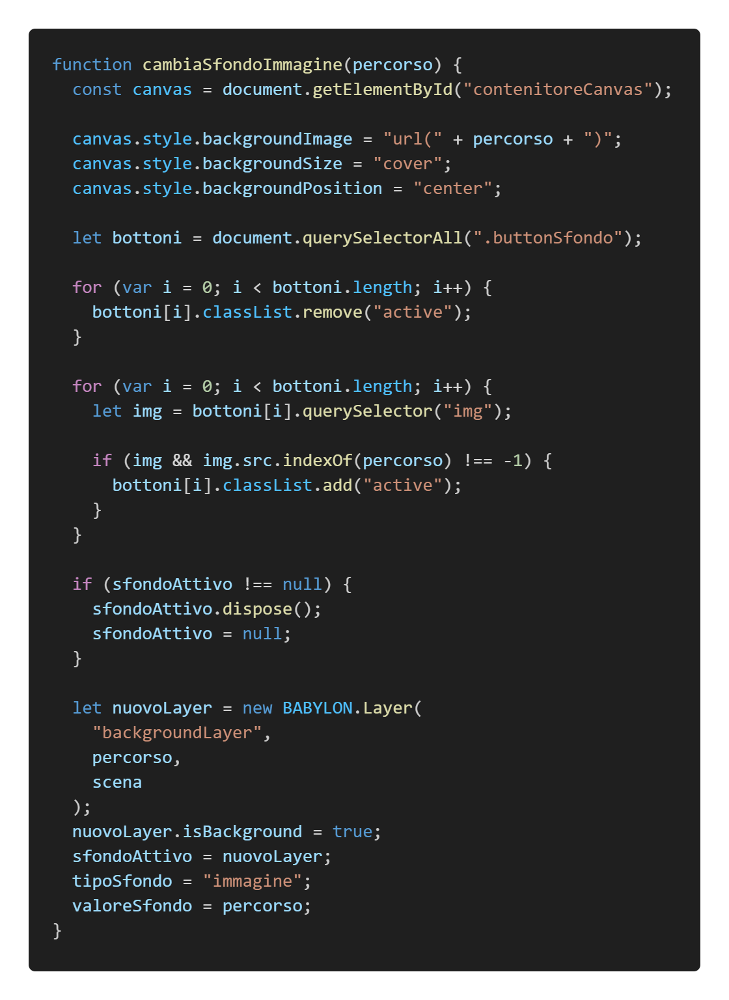 function cambiaSfondoImmagine(percorso) {
  const canvas = document.getElementById("contenitoreCanvas");

  canvas.style.backgroundImage = "url(" + percorso + ")";
  canvas.style.backgroundSize = "cover";
  canvas.style.backgroundPosition = "center";

  let bottoni = document.querySelectorAll(".buttonSfondo");

  for (var i = 0; i < bottoni.length; i++) {
    bottoni[i].classList.remove("active");
  }

  for (var i = 0; i < bottoni.length; i++) {
    let img = bottoni[i].querySelector("img");

    if (img && img.src.indexOf(percorso) !== -1) {
      bottoni[i].classList.add("active");
    }
  }

  if (sfondoAttivo !== null) {
    sfondoAttivo.dispose();
    sfondoAttivo = null;
  }

  let nuovoLayer = new BABYLON.Layer(
    "backgroundLayer",
    percorso,
    scena
  );
  nuovoLayer.isBackground = true;
  sfondoAttivo = nuovoLayer;
  tipoSfondo = "immagine";
  valoreSfondo = percorso;
}